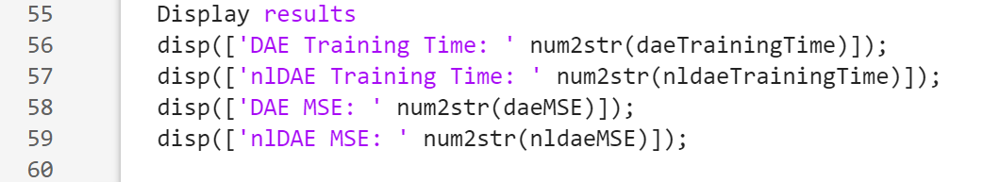 55 Display results
56 disp(['DAE Training Time: ' num2str(daeTrainingTime)]);
57 disp(['nlDAE Training Time: ' num2str(nldaeTrainingTime)]);
58 disp(['DAE MSE: ' num2str(daeMSE)]);
59 disp(['nlDAE MSE: ' num2str(nldaeMSE)]);
60